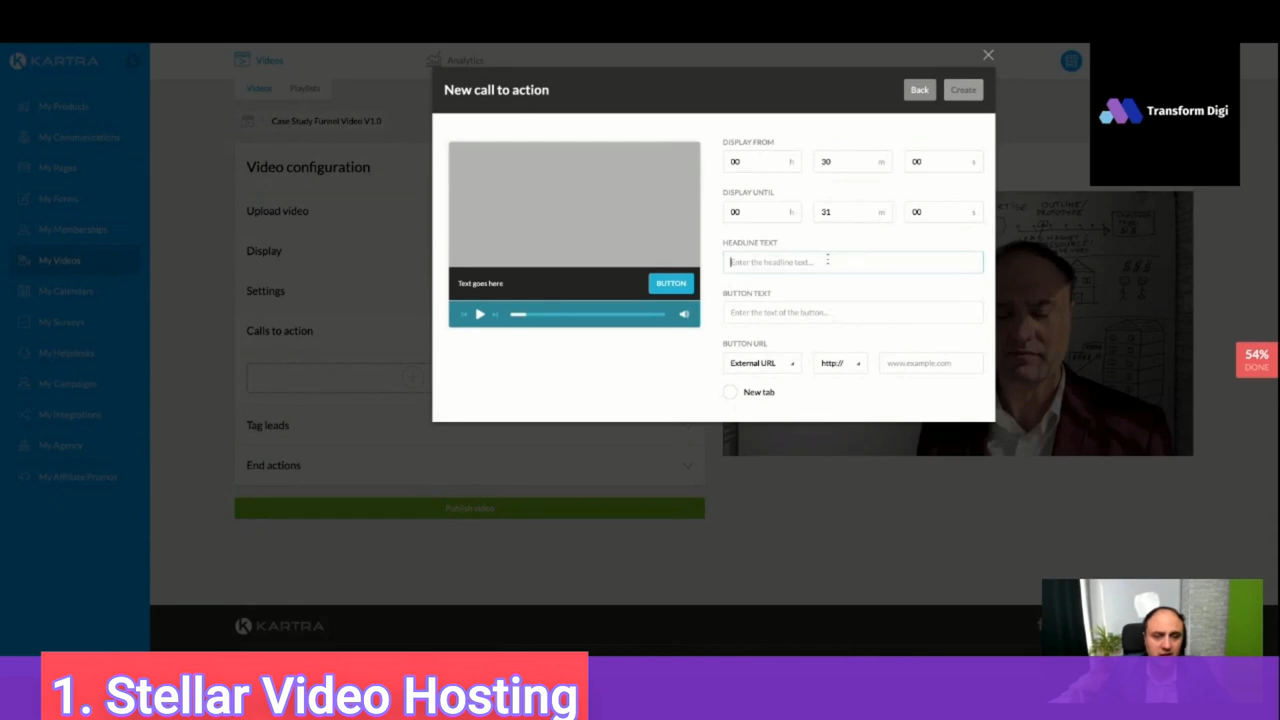 KARTRA
Videos
Analytics
Videos
Playlists
Case Study Funnel Video V1.0
My Products
My Communications
My Pages
My Forms
My Memberships
My Videos
My Calendars
My Surveys
My Helpdesks
My Campaigns
My Integrations
My Agency
My Affiliate Promos
Video configuration
Upload video
Display
Settings
Calls to action
Tag leads
End actions
Publish video
New call to action
Back
Create
Text goes here
BUTTON
DISPLAY FROM
00 h 30 m 00 s
DISPLAY UNTIL
00 h 31 m 00 s
HEADLINE TEXT
Enter the headline text...
BUTTON TEXT
Enter the text of the button...
BUTTON URL
External URL http:// www.example.com
New tab
Transform Digi
OUTLINE/
PROTOTYPE
$ $ $
54%
DONE
KARTRA
1. Stellar Video Hosting